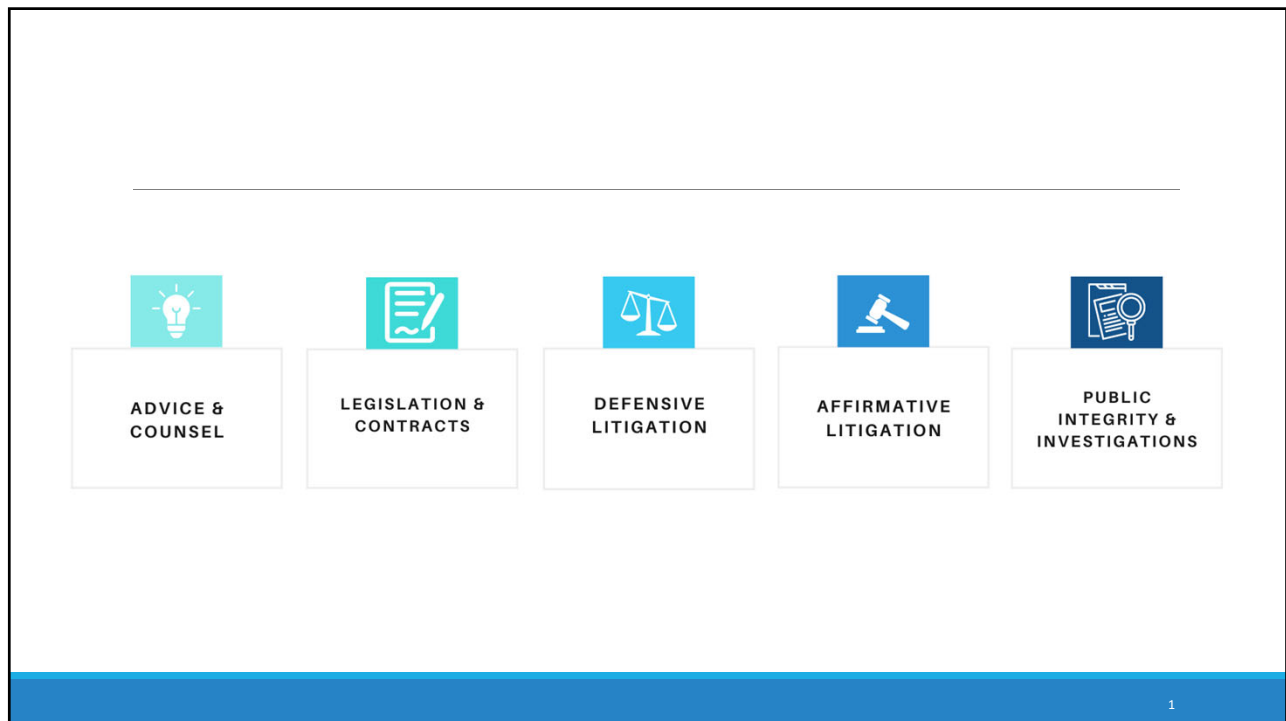 ADVICE &
COUNSEL
LEGISLATION &
CONTRACTS
DEFENSIVE
LITIGATION
AFFIRMATIVE
LITIGATION
PUBLIC
INTEGRITY &
INVESTIGATIONS
1